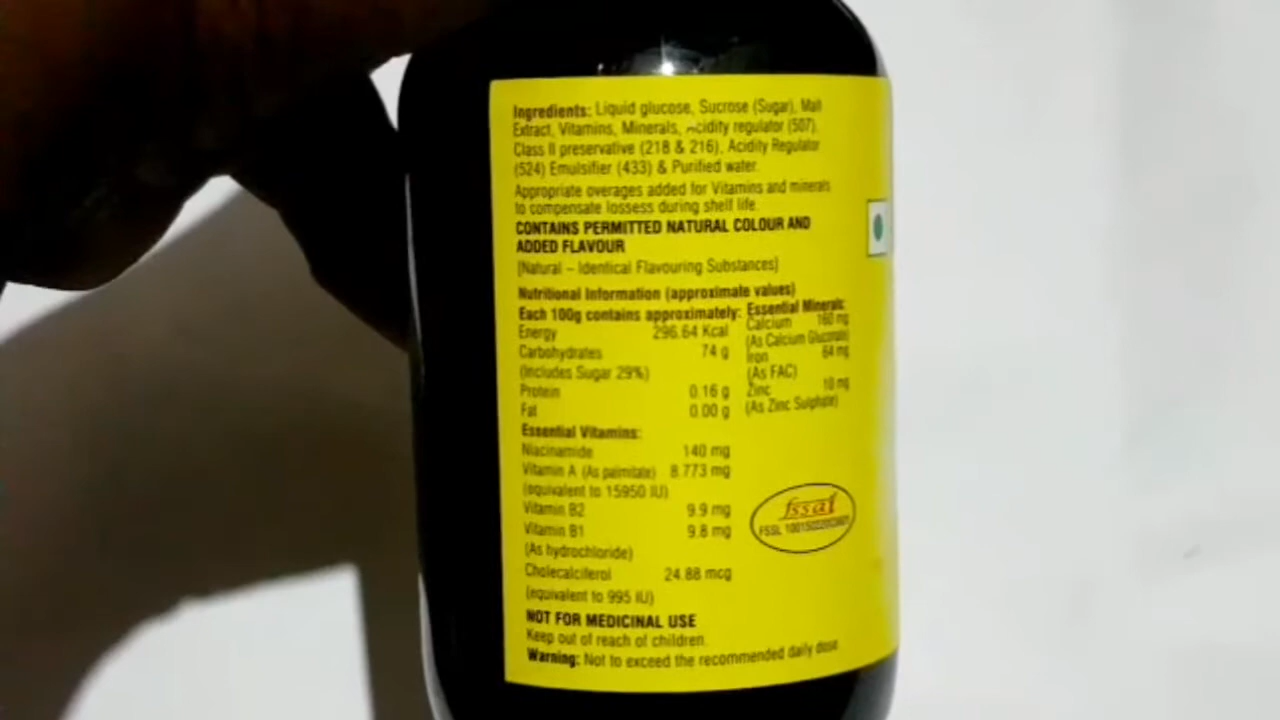 Ingredients: Liquid glucose, Sucrose (Sugar), Malt
Extract, Vitamins, Minerals, Acidity regulator (507),
Class II preservative (218 & 216), Acidity Regulator
(524) Emulsifier (433) & Purified water.
Appropriate overages added for Vitamins and minerals
to compensate lossess during shelf life.
CONTAINS PERMITTED NATURAL COLOUR AND
ADDED FLAVOUR
[Natural – Identical Flavouring Substances]
Nutritional Information (approximate values)
Each 100g contains approximately:
Energy 296.64 Kcal
Carbohydrates 74 g
(Includes Sugar 29%)
Protein 0.16 g
Fat 0.00 g
Essential Minerals:
Calcium 160 mg
(As Calcium Gluconate)
Iron 64 mg
(As FAC)
Zinc 10 mg
(As Zinc Sulphate)
Essential Vitamins:
Niacinamide 140 mg
Vitamin A (As palmitate) 8.773 mg
(equivalent to 15950 IU)
Vitamin B2 9.9 mg
Vitamin B1 9.8 mg
(As hydrochloride)
Cholecalciferol 24.88 mcg
(equivalent to 995 IU)
fssai
FSSL
NOT FOR MEDICINAL USE
Keep out of reach of children.
Warning: Not to exceed the recommended daily dose